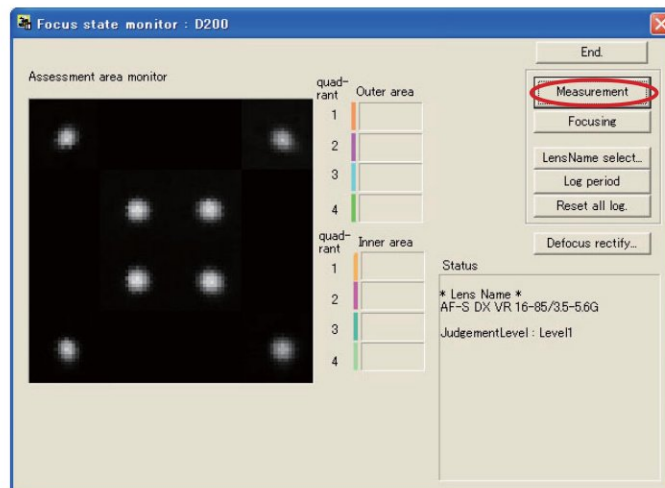 Focus state monitor : D200
End.
Assessment area monitor
quad-
rant
Outer area
1
2
3
4
quad-
rant
Inner area
1
2
3
4
Measurement
Focusing
LensName select...
Log period
Reset all log.
Defocus rectify...
Status
* Lens Name *
AF-S DX VR 16-85/3.5-5.6G
JudgementLevel : Level1